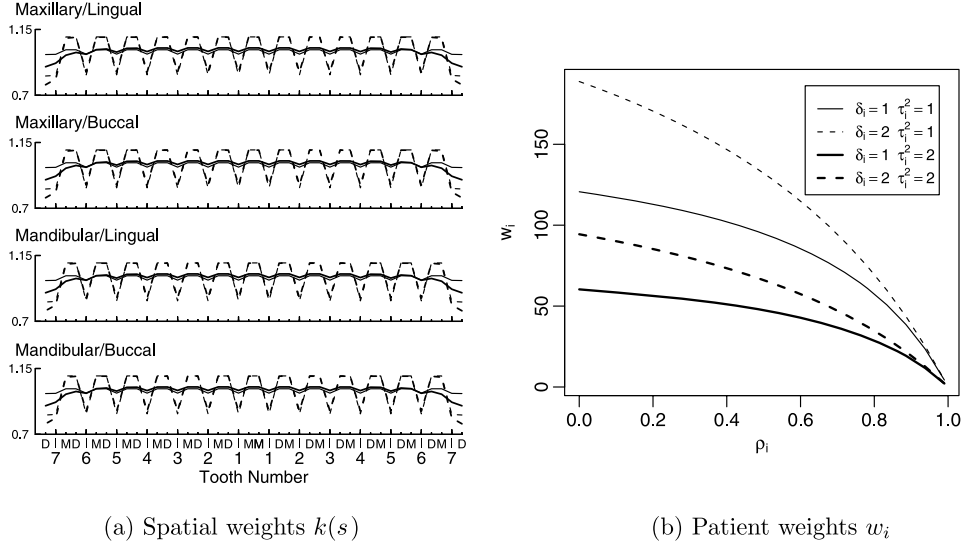 Maxillary/Lingual
1.15
0.7
Maxillary/Buccal
1.15
0.7
Mandibular/Lingual
1.15
0.7
Mandibular/Buccal
1.15
0.7
D MD MD MD MD MD MD MM DM DM DM DM DM DM D
7 6 5 4 3 2 1 1 2 3 4 5 6 7
Tooth Number
(a) Spatial weights k(s)
δi = 1 τi² = 1
δi = 2 τi² = 1
δi = 1 τi² = 2
δi = 2 τi² = 2
wi
150
100
50
0
0.0 0.2 0.4 0.6 0.8 1.0
ρi
(b) Patient weights wi